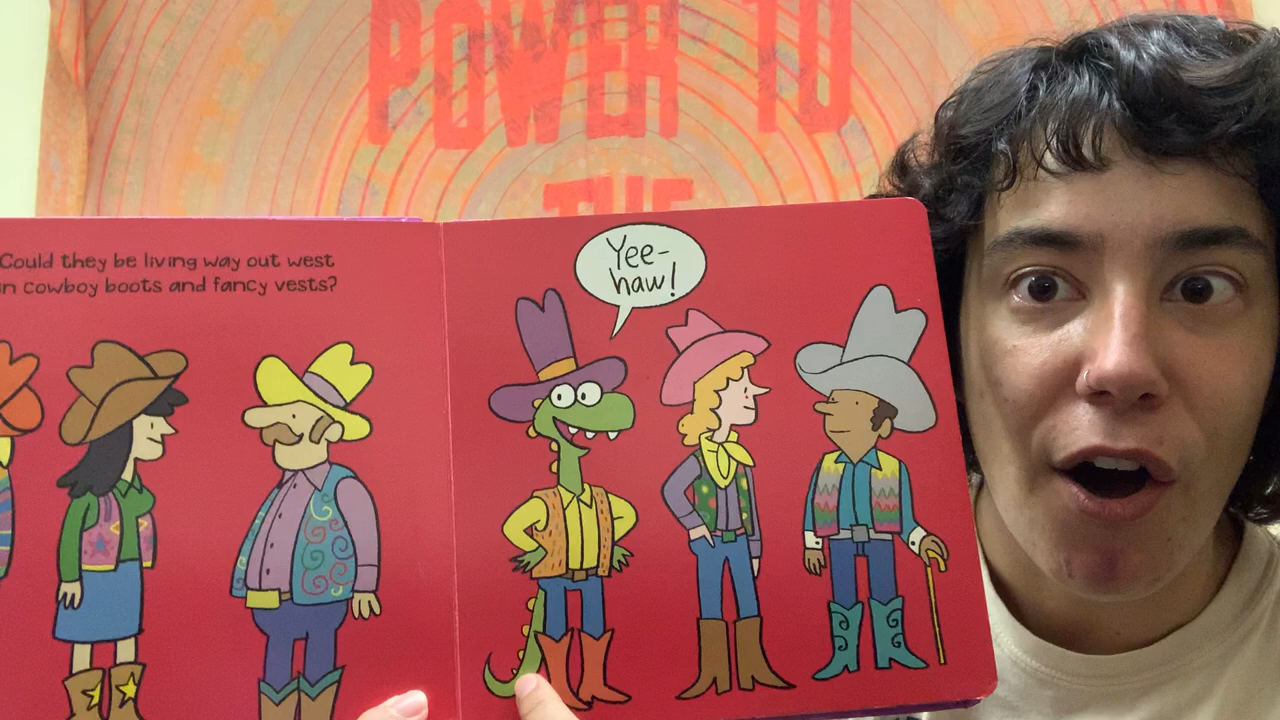 POWER TO
THE
Could they be living way out west
in cowboy boots and fancy vests?
Yee-
haw!